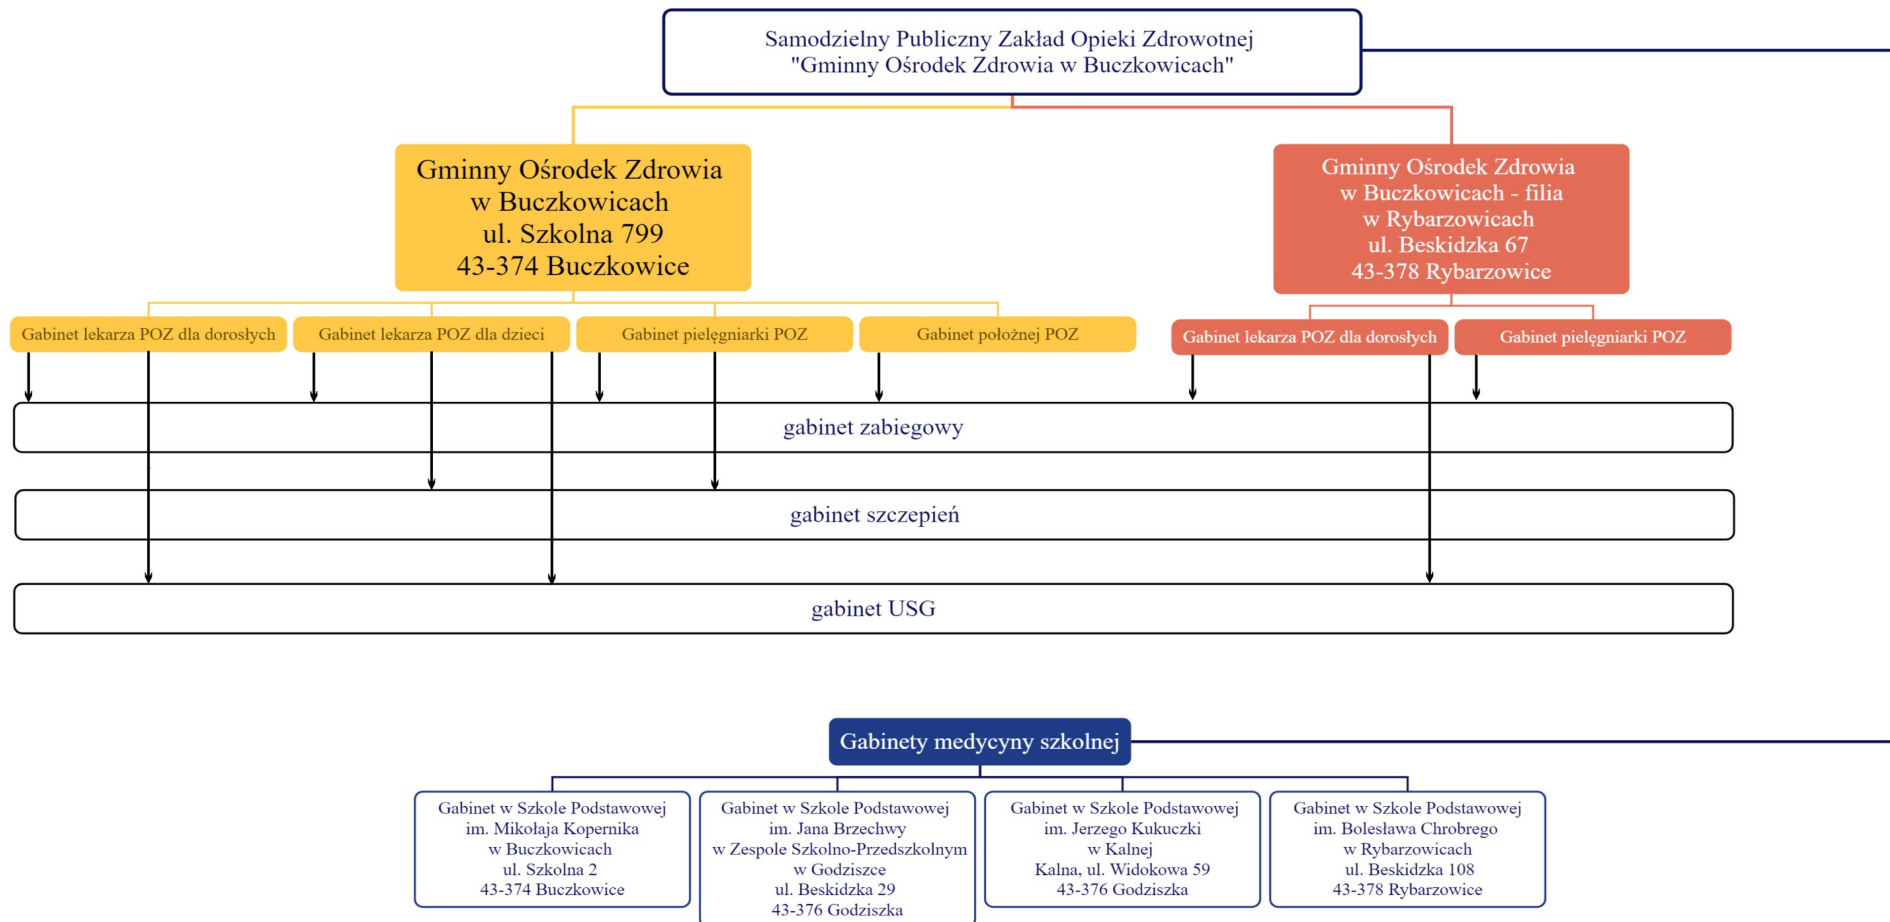 Samodzielny Publiczny Zakład Opieki Zdrowotnej
"Gminny Ośrodek Zdrowia w Buczkowicach"
Gminny Ośrodek Zdrowia
w Buczkowicach
ul. Szkolna 799
43-374 Buczkowice
Gminny Ośrodek Zdrowia
w Buczkowicach - filia
w Rybarzowicach
ul. Beskidzka 67
43-378 Rybarzowice
Gabinet lekarza POZ dla dorosłych
Gabinet lekarza POZ dla dzieci
Gabinet pielęgniarki POZ
Gabinet położnej POZ
Gabinet lekarza POZ dla dorosłych
Gabinet pielęgniarki POZ
gabinet zabiegowy
gabinet szczepień
gabinet USG
Gabinety medycyny szkolnej
Gabinet w Szkole Podstawowej
im. Mikołaja Kopernika
w Buczkowicach
ul. Szkolna 2
43-374 Buczkowice
Gabinet w Szkole Podstawowej
im. Jana Brzechwy
w Zespole Szkolno-Przedszkolnym
w Godziszce
ul. Beskidzka 29
43-376 Godziszka
Gabinet w Szkole Podstawowej
im. Jerzego Kukuczki
w Kalnej
Kalna, ul. Widokowa 59
43-376 Godziszka
Gabinet w Szkole Podstawowej
im. Bolesława Chrobrego
w Rybarzowicach
ul. Beskidzka 108
43-378 Rybarzowice